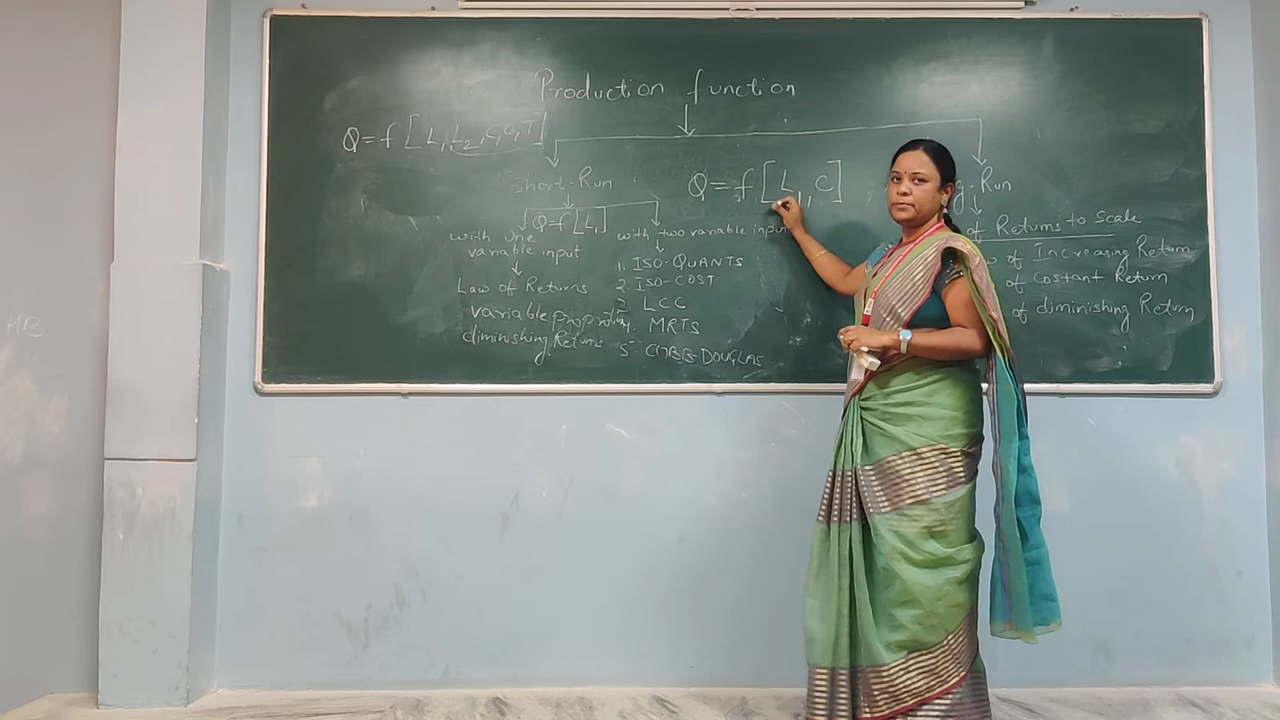 Production function
Q=f[L, L2, C, O, T]
Short-Run
Q=f[L, C]
g-Run
Q=f[L]
with one
variable input
with two variable input
Law of Returns
variable
diminishing Returns
1. ISO-QUANTS
2. ISO-COST
3. LCC
4. MRTS
5. COBB-DOUGLAS
of Returns to Scale
of Increasing Return
of Costant Return
of diminishing Return